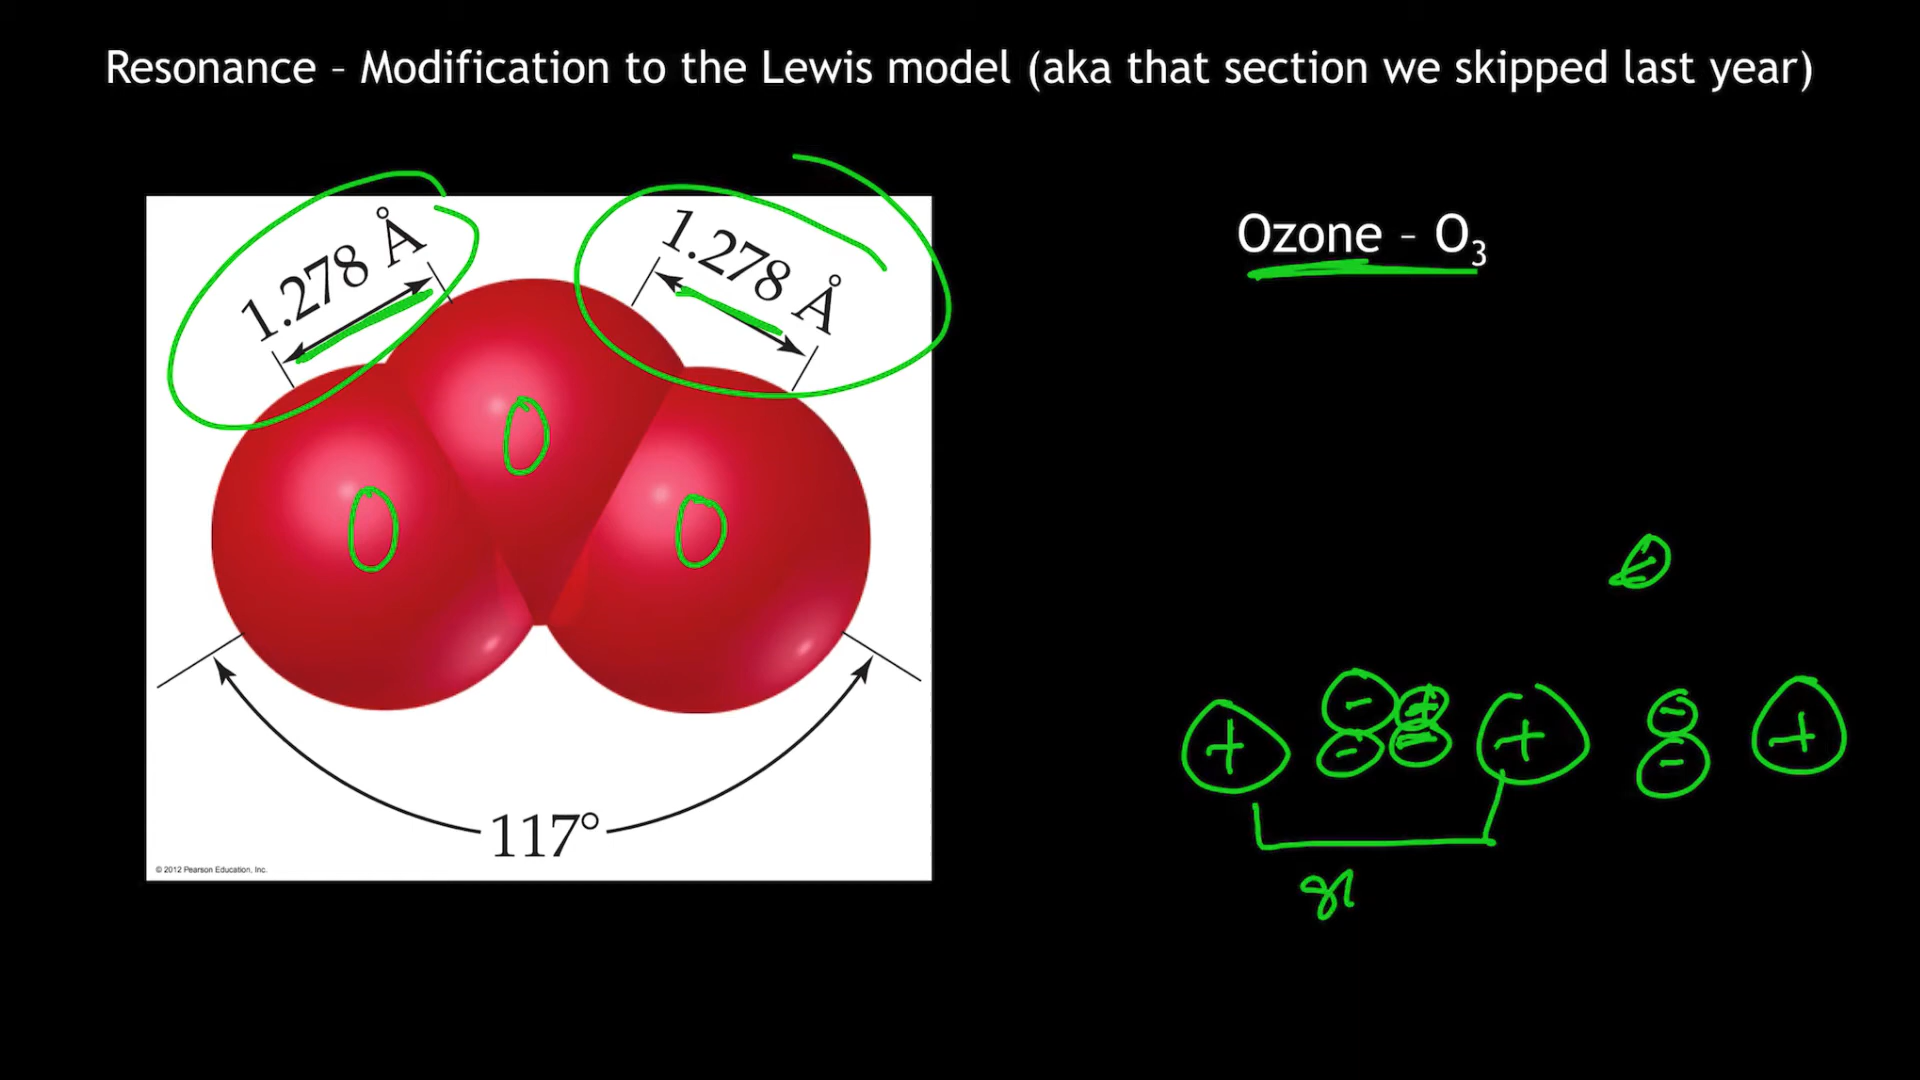 Resonance – Modification to the Lewis model (aka that section we skipped last year)
1.278 Å
1.278 Å
Ozone – O₃
O
O
O
+ - - + - + - - +
117°
© 2012 Pearson Education, Inc.